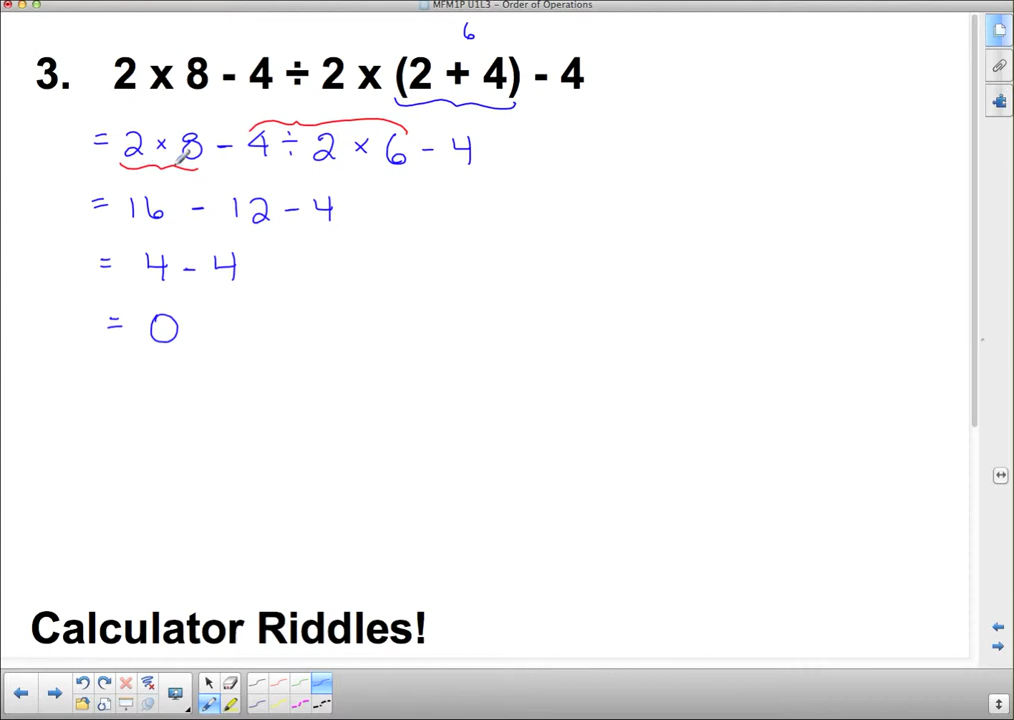 MFM1P U1L3 – Order of Operations
6
3. 2 x 8 - 4 ÷ 2 x (2 + 4) - 4
= 2 × 8 - 4 ÷ 2 × 6 - 4
= 16 - 12 - 4
= 4 - 4
= 0
Calculator Riddles!